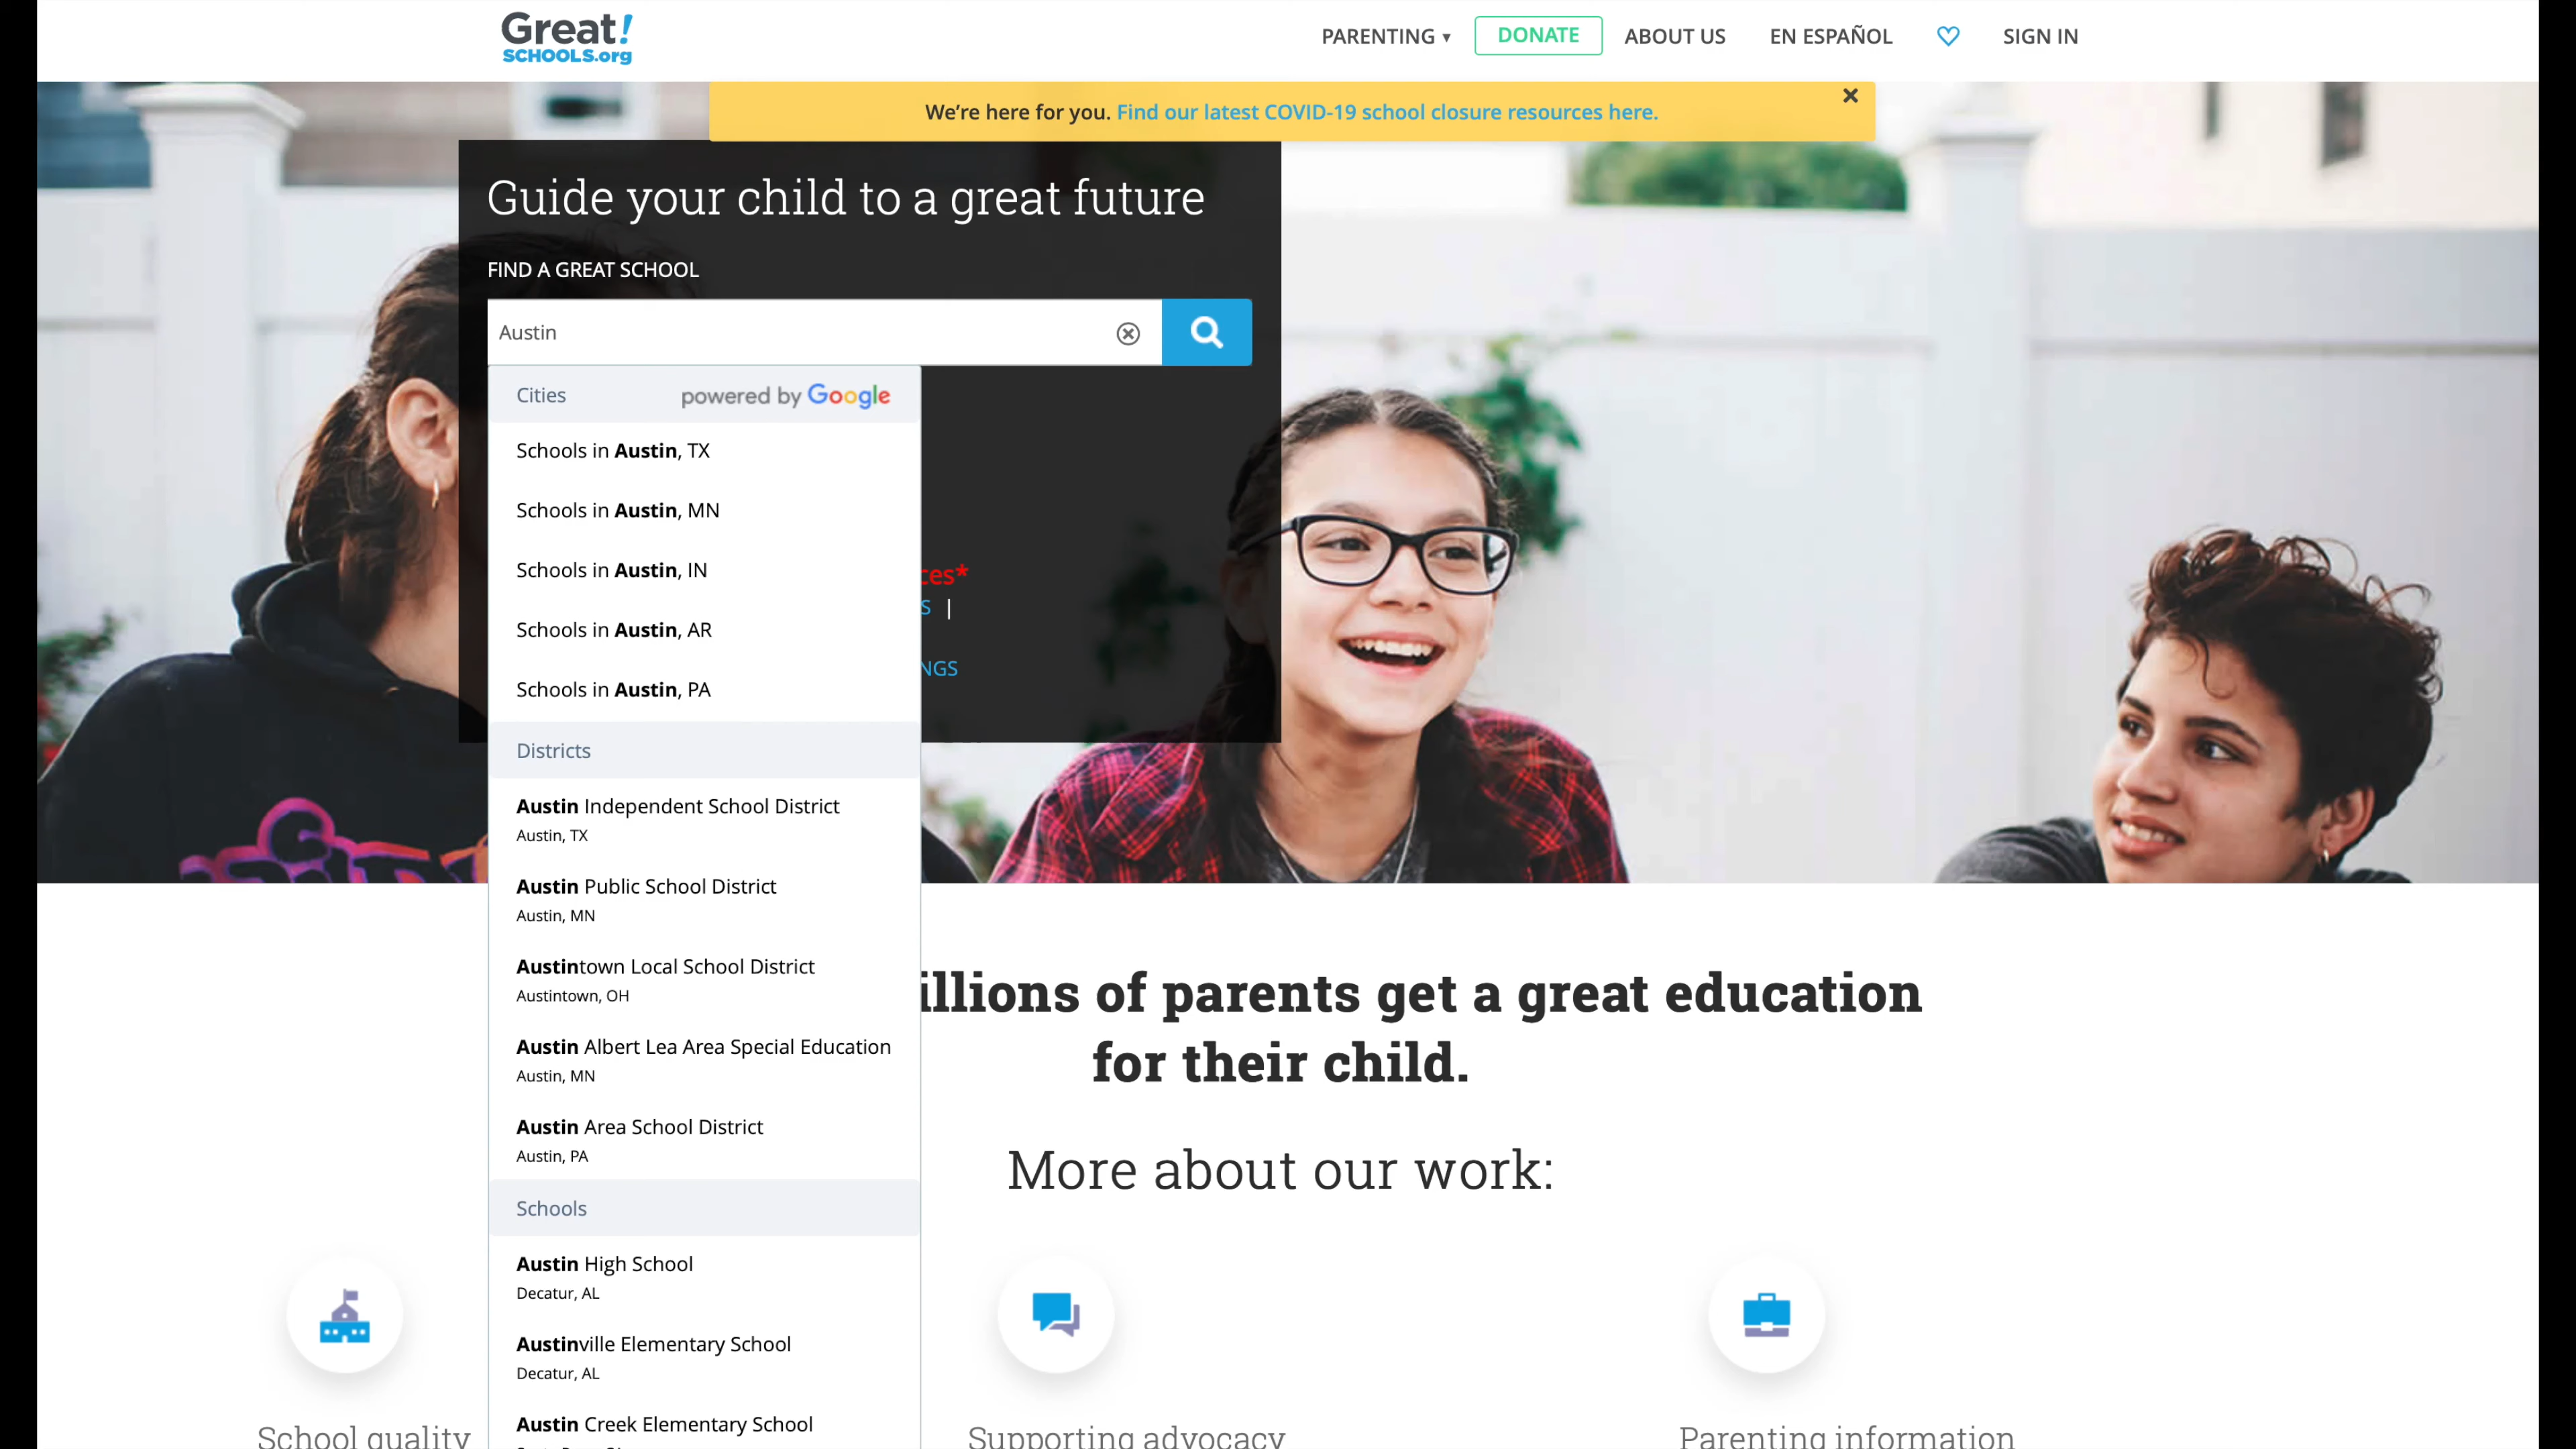 Great!
SCHOOLS.org
PARENTING ▾
DONATE
ABOUT US
EN ESPAÑOL
SIGN IN
We're here for you. Find our latest COVID-19 school closure resources here.
Guide your child to a great future
FIND A GREAT SCHOOL
Austin
Cities
powered by Google
Schools in Austin, TX
Schools in Austin, MN
Schools in Austin, IN
Schools in Austin, AR
Schools in Austin, PA
ces*
S |
NGS
Districts
Austin Independent School District
Austin, TX
Austin Public School District
Austin, MN
Austintown Local School District
Austintown, OH
Austin Albert Lea Area Special Education
Austin, MN
Austin Area School District
Austin, PA
Schools
Austin High School
Decatur, AL
Austinville Elementary School
Decatur, AL
Austin Creek Elementary School
illions of parents get a great education
for their child.
More about our work:
School quality
Supporting advocacy
Parenting information